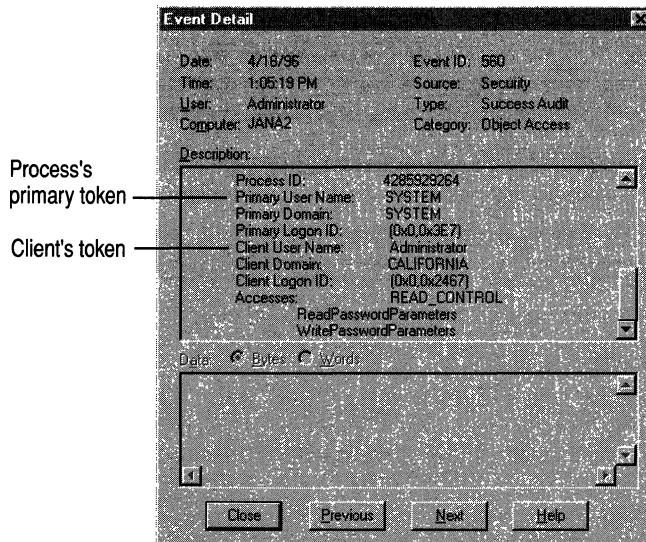 Event Detail
Date: 4/16/96 Event ID: 560
Time: 1:05:19 PM Source: Security
User: Administrator Type: Success Audit
Computer: JANA2 Category: Object Access
Description:
Process's
primary token
Client's token
Process ID: 4285929264
Primary User Name: SYSTEM
Primary Domain: SYSTEM
Primary Logon ID: (0x0,0x3E7)
Client User Name: Administrator
Client Domain: CALIFORNIA
Client Logon ID: (0x0,0x2467)
Accesses: READ_CONTROL
ReadPasswordParameters
WritePasswordParameters
Data: Bytes Words
Close Previous Next Help